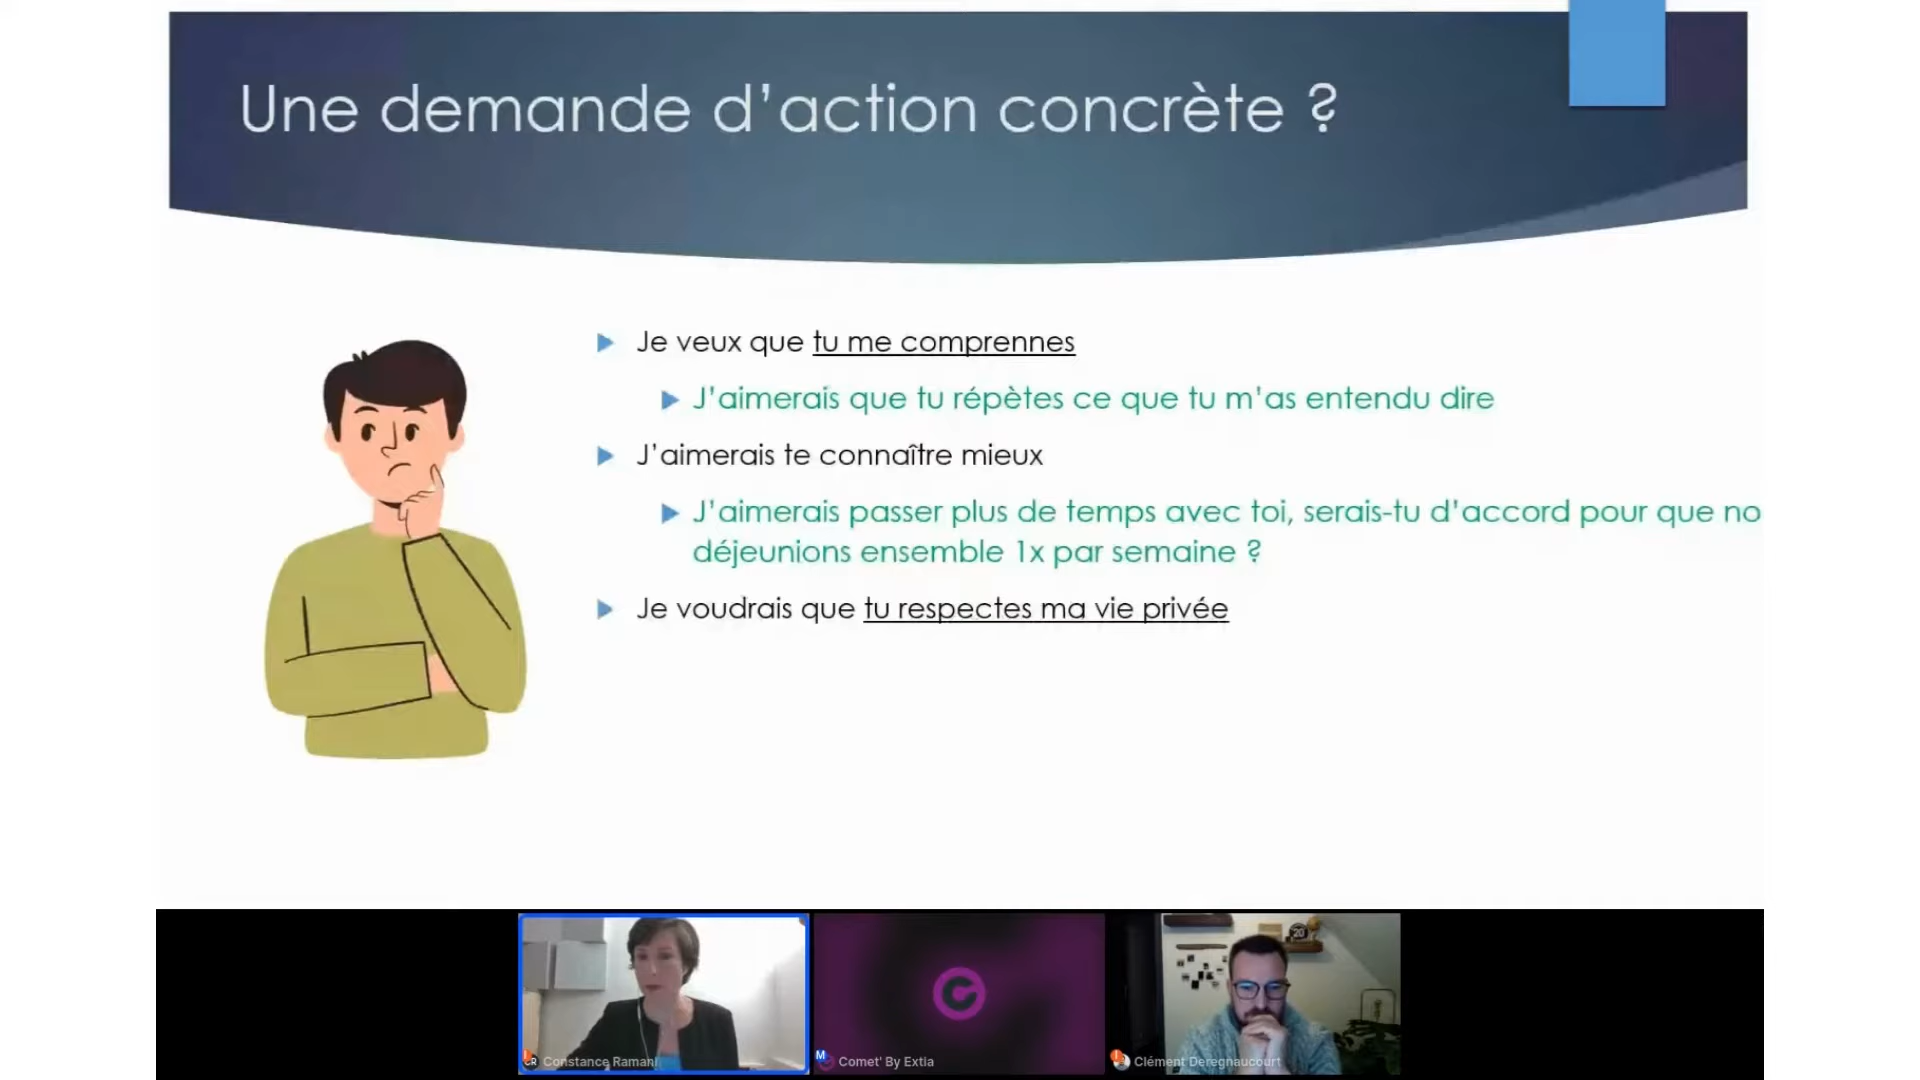 Une demande d'action concrète ?
Je veux que tu me comprennes
J'aimerais que tu répètes ce que tu m'as entendu dire
J'aimerais te connaître mieux
J'aimerais passer plus de temps avec toi, serais-tu d'accord pour que no
déjeunions ensemble 1x par semaine ?
Je voudrais que tu respectes ma vie privée
20
CR Constance Ramani
M Comet' By Extia
Clément Deregnaucourt